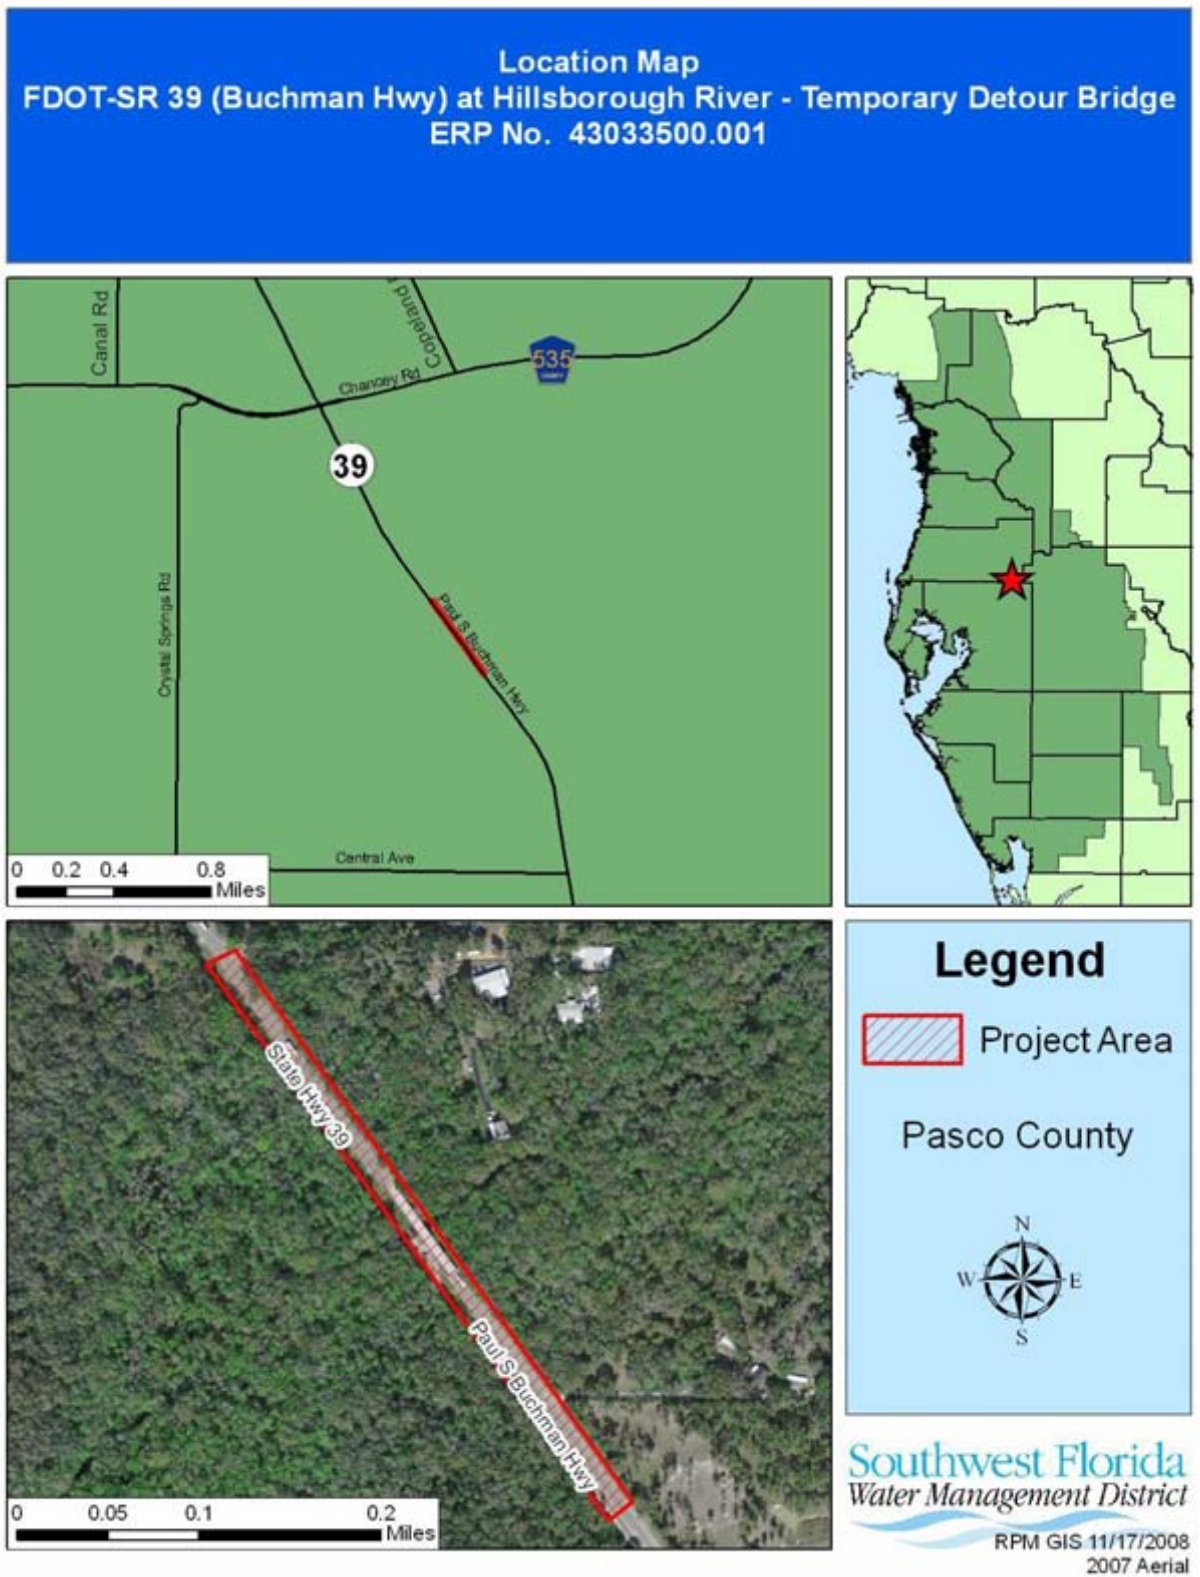 Location Map
FDOT-SR 39 (Buchman Hwy) at Hillsborough River - Temporary Detour Bridge
ERP No. 43033500.001
Canal Rd
Copeland
Chancey Rd
535
COUNTY
39
Crystal Springs Rd
Paul S Buchman Hwy
Central Ave
0 0.2 0.4 0.8
Miles
State Hwy 39
Paul S Buchman Hwy
0 0.05 0.1 0.2
Miles
Legend
Project Area
Pasco County
N
W E
S
Southwest Florida
Water Management District
RPM GIS 11/17/2008
2007 Aerial